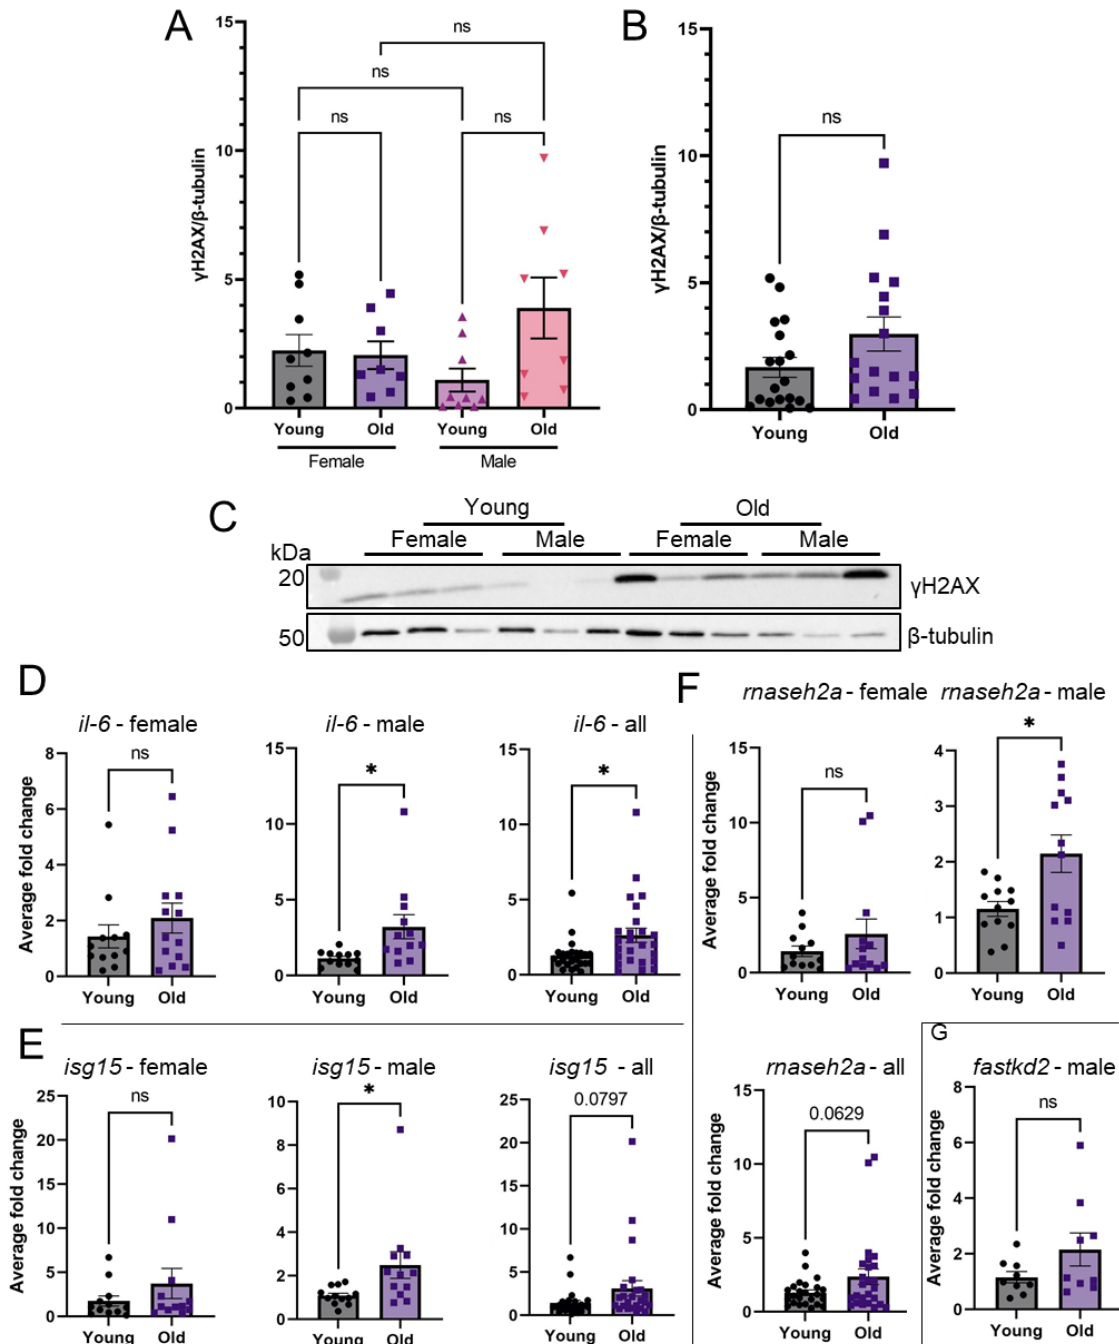 A
15
10
5
0
γH2AX/β-tubulin
ns
ns
ns
ns
Young Old Young Old
Female Male
B
15
10
5
0
γH2AX/β-tubulin
ns
Young Old
C
Young Old
Female Male Female Male
kDa
20
γH2AX
50
β-tubulin
D
il-6 - female
8
6
4
2
0
Average fold change
ns
Young Old
il-6 - male
15
10
5
0
*
Young Old
il-6 - all
15
10
5
0
*
Young Old
E
isg15 - female
25
20
15
10
5
0
Average fold change
ns
Young Old
isg15 - male
10
8
6
4
2
0
*
Young Old
isg15 - all
25
20
15
10
5
0
0.0797
Young Old
F
rnaseh2a - female
15
10
5
0
Average fold change
ns
Young Old
rnaseh2a - male
4
3
2
1
0
*
Young Old
rnaseh2a - all
15
10
5
0
Average fold change
0.0629
Young Old
G
fastkd2 - male
8
6
4
2
0
Average fold change
ns
Young Old